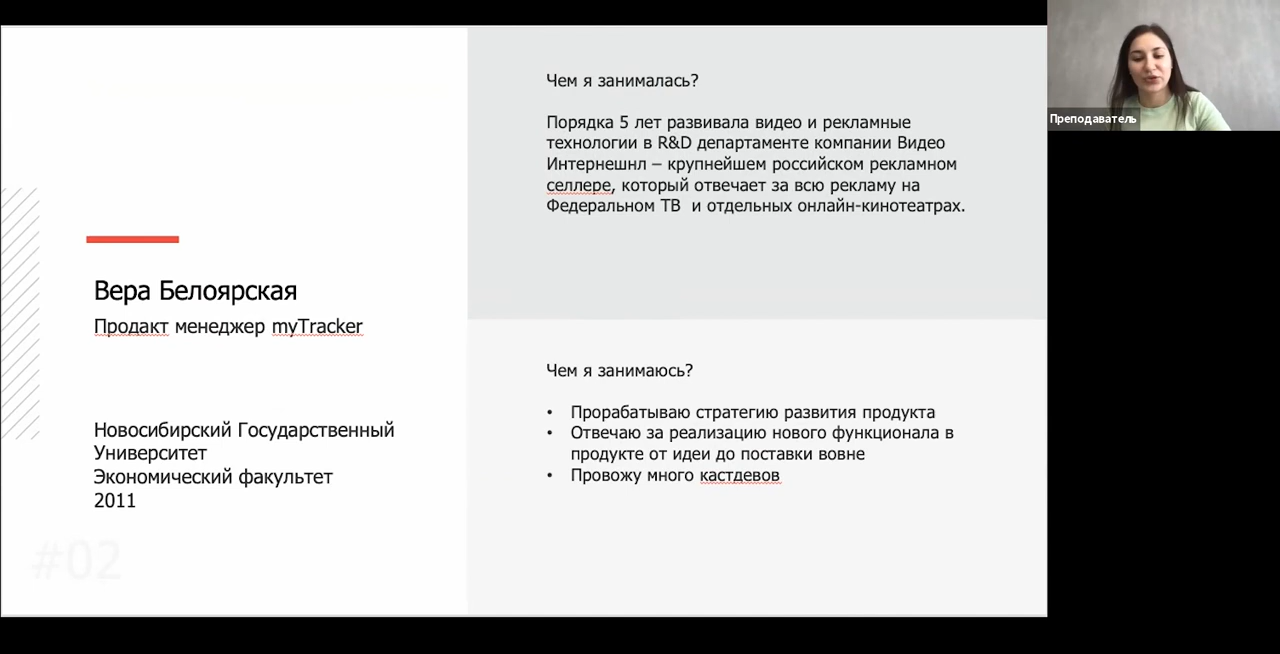 Чем я занималась?
Порядка 5 лет развивала видео и рекламные
технологии в R&D департаменте компании Видео
Интернешнл – крупнейшем российском рекламном
селлере, который отвечает за всю рекламу на
Федеральном ТВ  и отдельных онлайн-кинотеатрах.
Преподаватель
Вера Белоярская
Продакт менеджер myTracker
Новосибирский Государственный
Университет
Экономический факультет
2011
#02
Чем я занимаюсь?
• Прорабатываю стратегию развития продукта
• Отвечаю за реализацию нового функционала в
продукте от идеи до поставки вовне
• Провожу много кастдевов